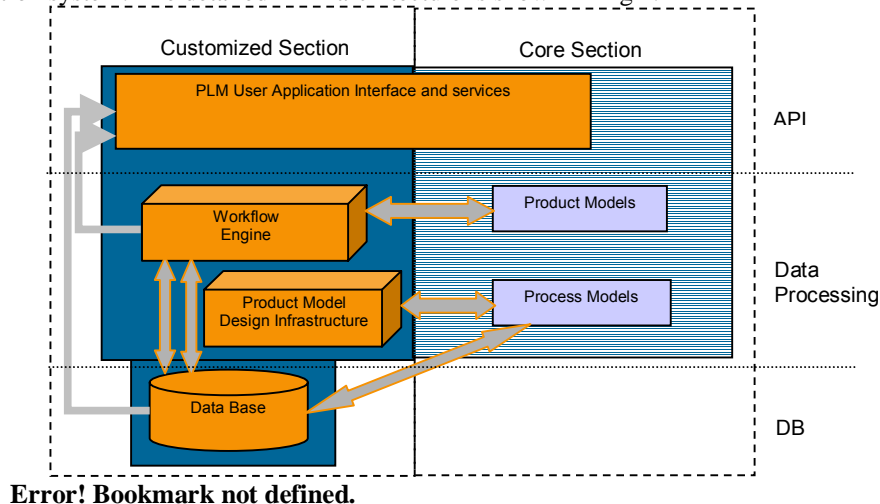 Customized Section
Core Section
PLM User Application Interface and services
API
Workflow
Engine
Product Models
Product Model
Design Infrastructure
Process Models
Data
Processing
Data Base
DB
Error! Bookmark not defined.